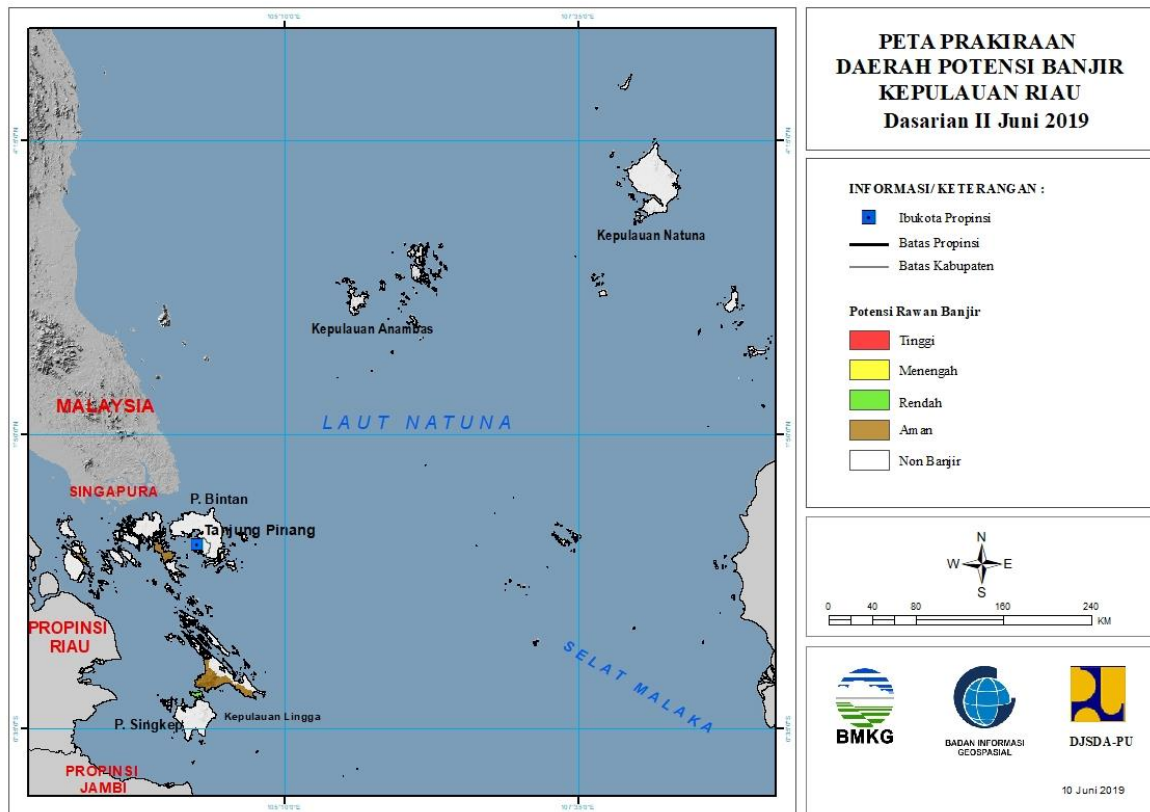 PETA PRAKIRAAN
DAERAH POTENSI BANJIR
KEPULAUAN RIAU
Dasarian II Juni 2019
INFORMASI/ KETERANGAN :
Ibukota Propinsi
Batas Propinsi
Batas Kabupaten
Potensi Rawan Banjir
Tinggi
Menengah
Rendah
Aman
Non Banjir
N
W E
S
0 40 80 160 240
KM
BMKG
BADAN INFORMASI
GEOSPASIAL
DJSDA-PU
10 Juni 2019
Kepulauan Natuna
Kepulauan Anambas
MALAYSIA
LAUT NATUNA
SINGAPURA
P. Bintan
Tanjung Pinang
PROPINSI
RIAU
SELAT MALAKA
Kepulauan Lingga
P. Singkep
PROPINSI
JAMBI